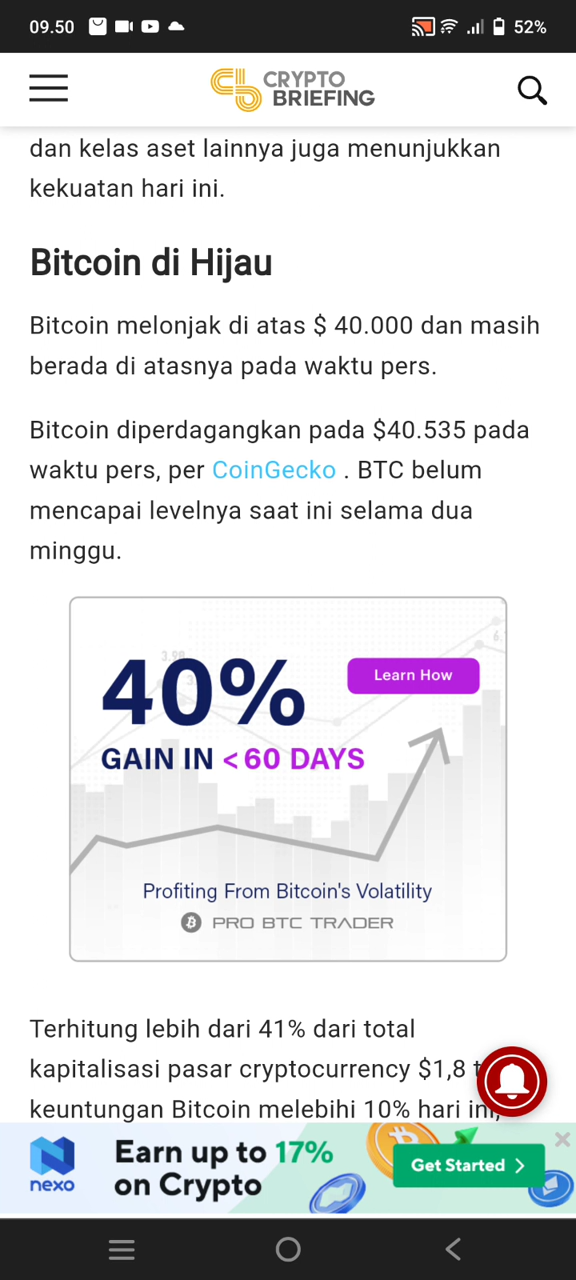 09.50
52%
CRYPTO
BRIEFING
dan kelas aset lainnya juga menunjukkan
kekuatan hari ini.
Bitcoin di Hijau
Bitcoin melonjak di atas $ 40.000 dan masih
berada di atasnya pada waktu pers.
Bitcoin diperdagangkan pada $40.535 pada
waktu pers, per CoinGecko . BTC belum
mencapai levelnya saat ini selama dua
minggu.
40%
Learn How
GAIN IN <60 DAYS
Profiting From Bitcoin's Volatility
PRO BTC TRADER
Terhitung lebih dari 41% dari total
kapitalisasi pasar cryptocurrency $1,8
keuntungan Bitcoin melebihi 10% hari ini,
nexo
Earn up to 17%
on Crypto
Get Started